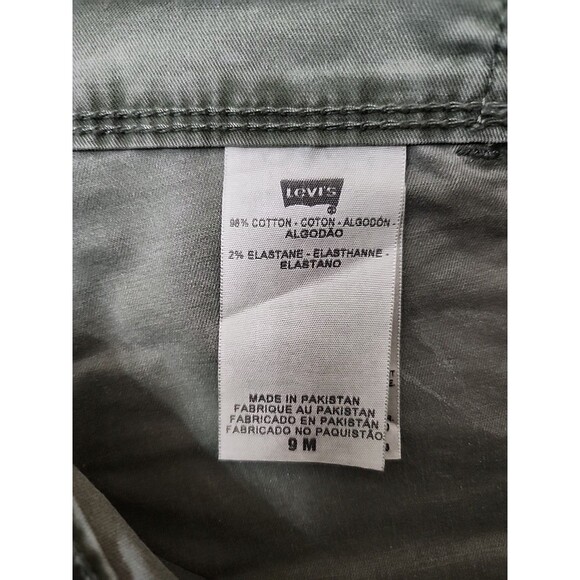 Levi's
®
98% COTTON - COTON - ALGODÓN -
ALGODÃO
2% ELASTANE - ELASTHANNE -
ELASTANO
MADE IN PAKISTAN
FABRIQUE AU PAKISTAN
FABRICADO EN PAKISTÁN
FABRICADO NO PAQUISTÃO
9 M